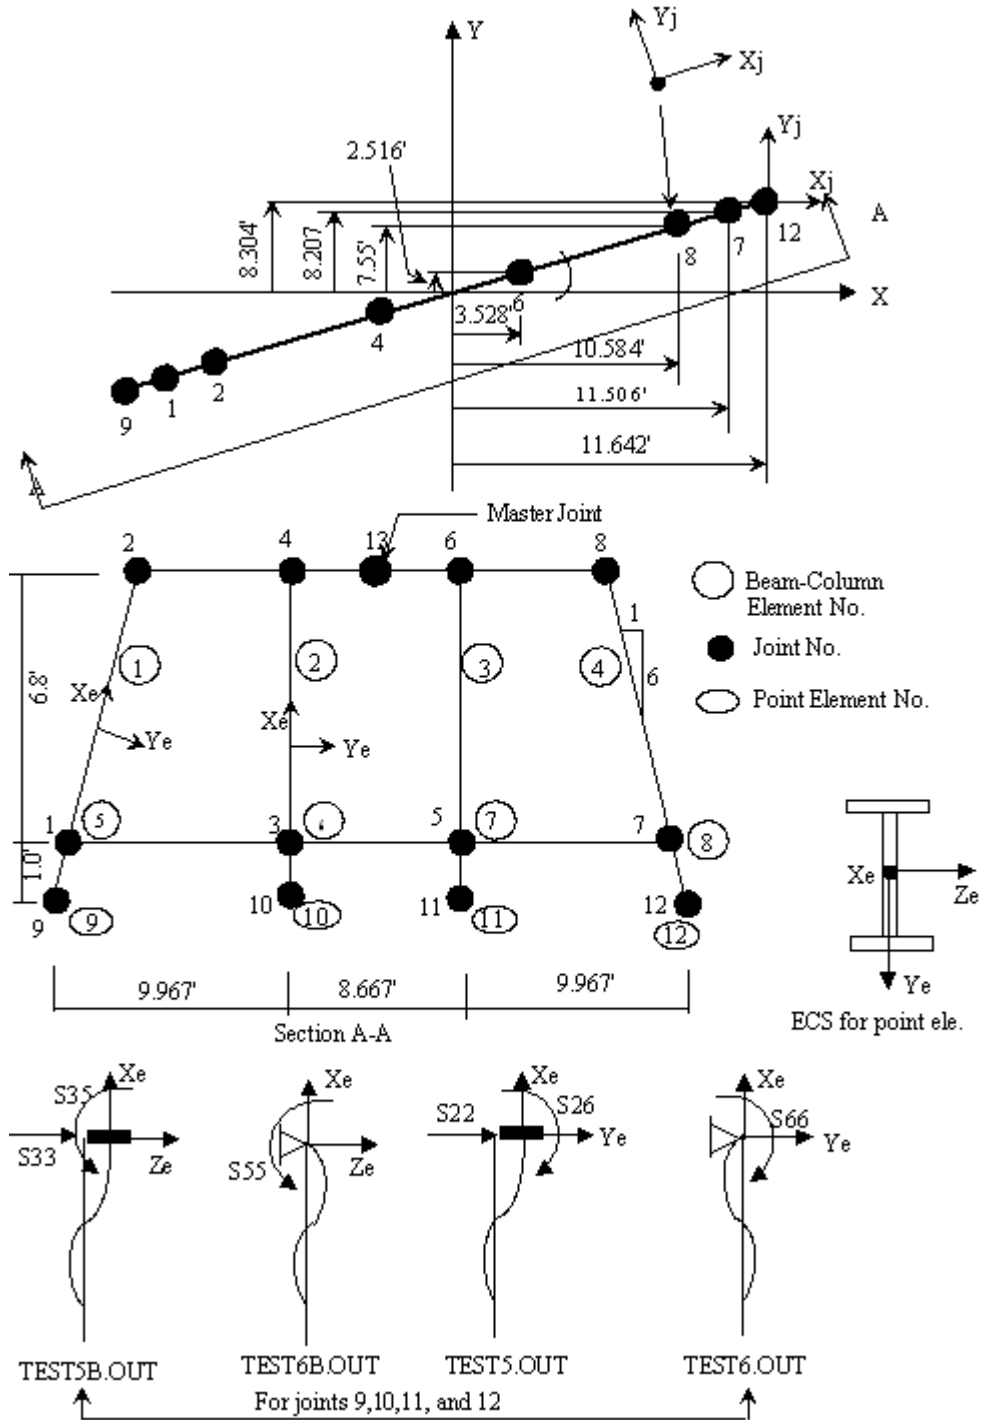 Y
Yj
Xj
Yj
2.516'
Xj
A
8.304'
8.207
7.55'
12
7
8
6
X
3.528'
4
10.584'
2
1
9
11.506'
11.642'
A
Master Joint
2
4
13
6
8
Beam-Column
Element No.
1
Joint No.
1
2
3
4
6
6.8'
Xe
Point Element No.
Xe
Ye
Ye
1
5
3
5
7
7
8
1.0'
Xe
Ze
9
9
10
10
11
11
12
12
9.967'
8.667'
9.967'
Ye
Section A-A
ECS for point ele.
S35
Xe
S33
Ze
Xe
S55
Ze
Xe
S22
S26
Ye
Xe
S66
Ye
TEST5B.OUT
TEST6B.OUT
TEST5.OUT
TEST6.OUT
For joints 9,10,11, and 12